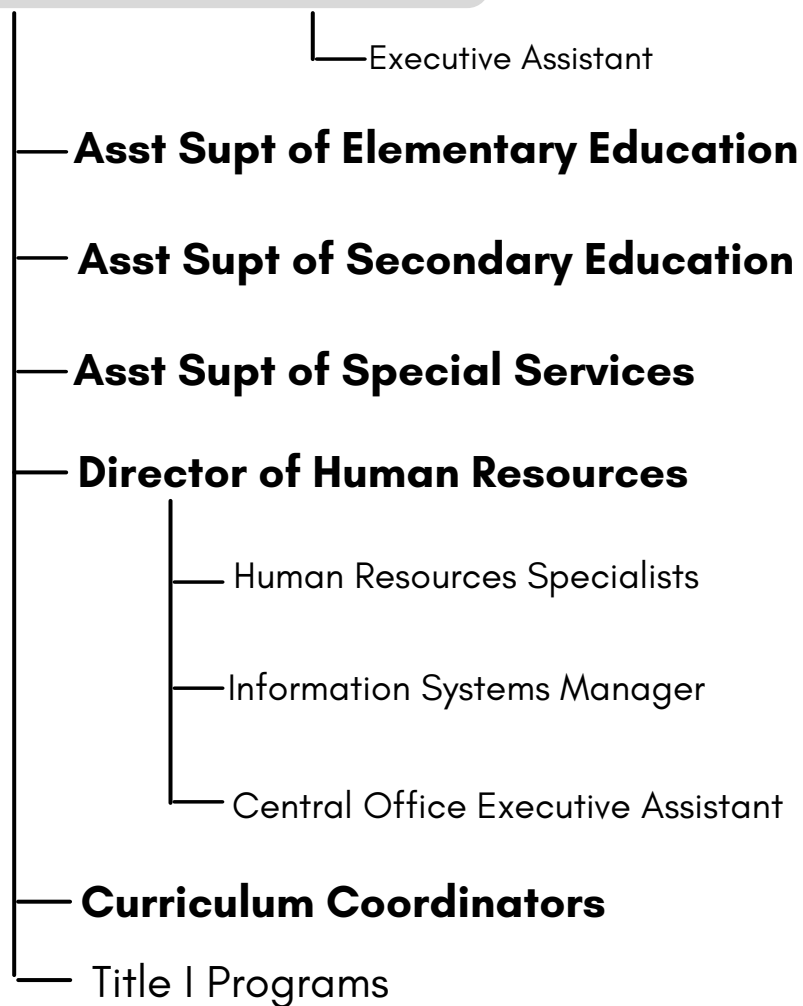 Executive Assistant
Asst Supt of Elementary Education
Asst Supt of Secondary Education
Asst Supt of Special Services
Director of Human Resources
Human Resources Specialists
Information Systems Manager
Central Office Executive Assistant
Curriculum Coordinators
Title I Programs